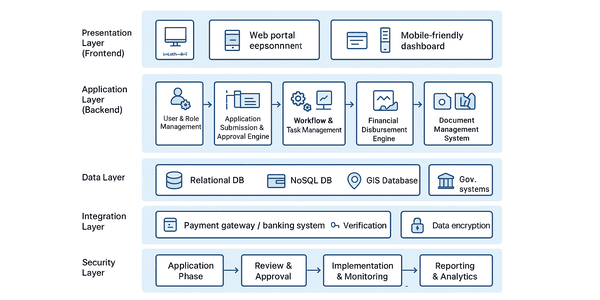 Presentation
Layer
(Frontend)
Web portal
eepsonnnent
Mobile-friendly
dashboard
Application
Layer
(Backend)
User & Role
Management
Application
Submission &
Approval Engine
Workflow &
Task Management
Financial
Disbursement
Engine
Document
Management
System
Data Layer
Relational DB
NoSQL DB
GIS Database
Gov.
systems
Integration
Layer
Payment gateway / banking system
Verification
Data encryption
Security
Layer
Application
Phase
Review &
Approval
Implementation
& Monitoring
Reporting
& Analytics